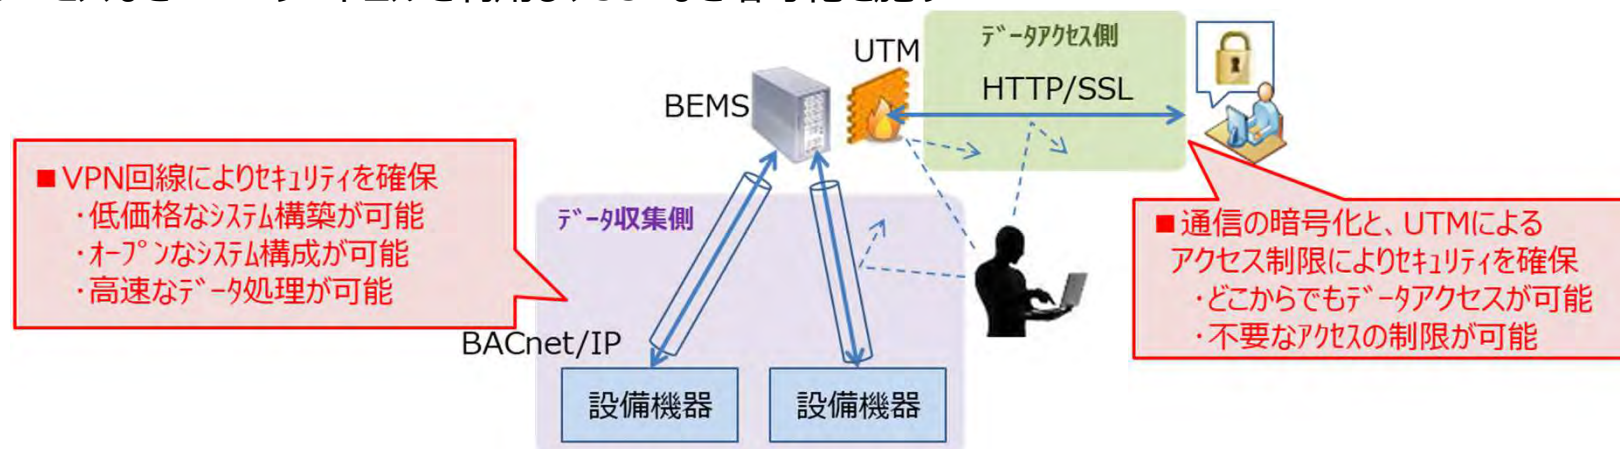 UTM
データアクセス側
HTTP/SSL
BEMS
■VPN回線によりセキュリティを確保
・低価格なシステム構築が可能
・オープンなシステム構成が可能
・高速なデータ処理が可能
データ収集側
■通信の暗号化と、UTMによる
アクセス制限によりセキュリティを確保
・どこからでもデータアクセスが可能
・不要なアクセスの制限が可能
BACnet/IP
設備機器
設備機器